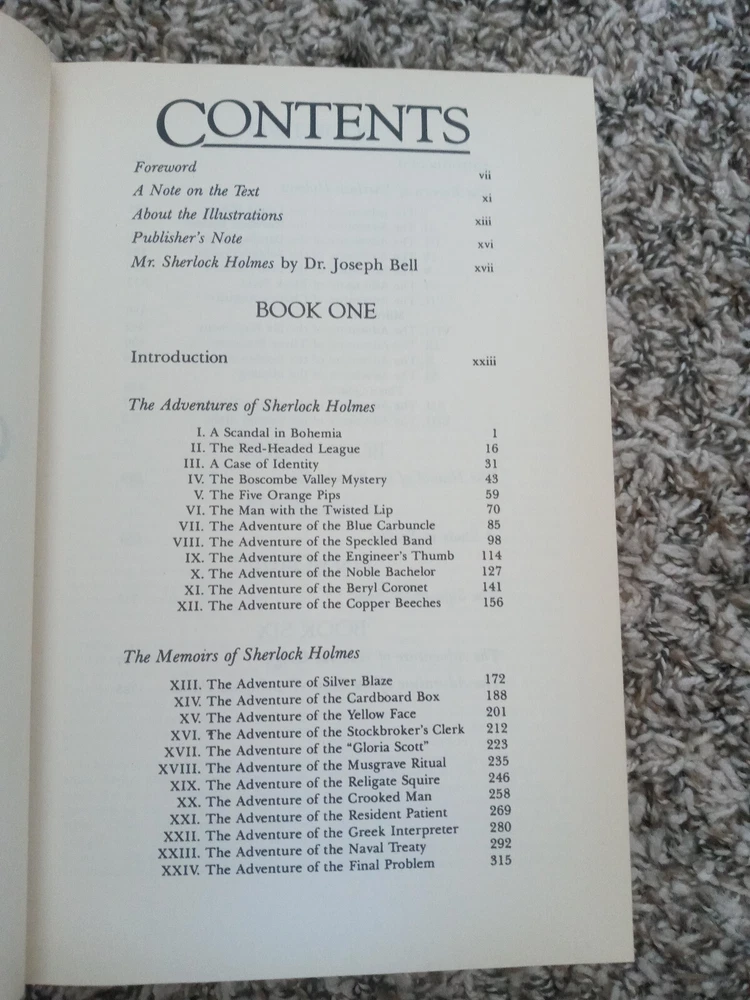 CONTENTS
Foreword vii
A Note on the Text xi
About the Illustrations xiii
Publisher's Note xvi
Mr. Sherlock Holmes by Dr. Joseph Bell xvii
BOOK ONE
Introduction xxiii
The Adventures of Sherlock Holmes
I. A Scandal in Bohemia 1
II. The Red-Headed League 16
III. A Case of Identity 31
IV. The Boscombe Valley Mystery 43
V. The Five Orange Pips 59
VI. The Man with the Twisted Lip 70
VII. The Adventure of the Blue Carbuncle 85
VIII. The Adventure of the Speckled Band 98
IX. The Adventure of the Engineer's Thumb 114
X. The Adventure of the Noble Bachelor 127
XI. The Adventure of the Beryl Coronet 141
XII. The Adventure of the Copper Beeches 156
The Memoirs of Sherlock Holmes
XIII. The Adventure of Silver Blaze 172
XIV. The Adventure of the Cardboard Box 188
XV. The Adventure of the Yellow Face 201
XVI. The Adventure of the Stockbroker's Clerk 212
XVII. The Adventure of the "Gloria Scott" 223
XVIII. The Adventure of the Musgrave Ritual 235
XIX. The Adventure of the Religate Squire 246
XX. The Adventure of the Crooked Man 258
XXI. The Adventure of the Resident Patient 269
XXII. The Adventure of the Greek Interpreter 280
XXIII. The Adventure of the Naval Treaty 292
XXIV. The Adventure of the Final Problem 315